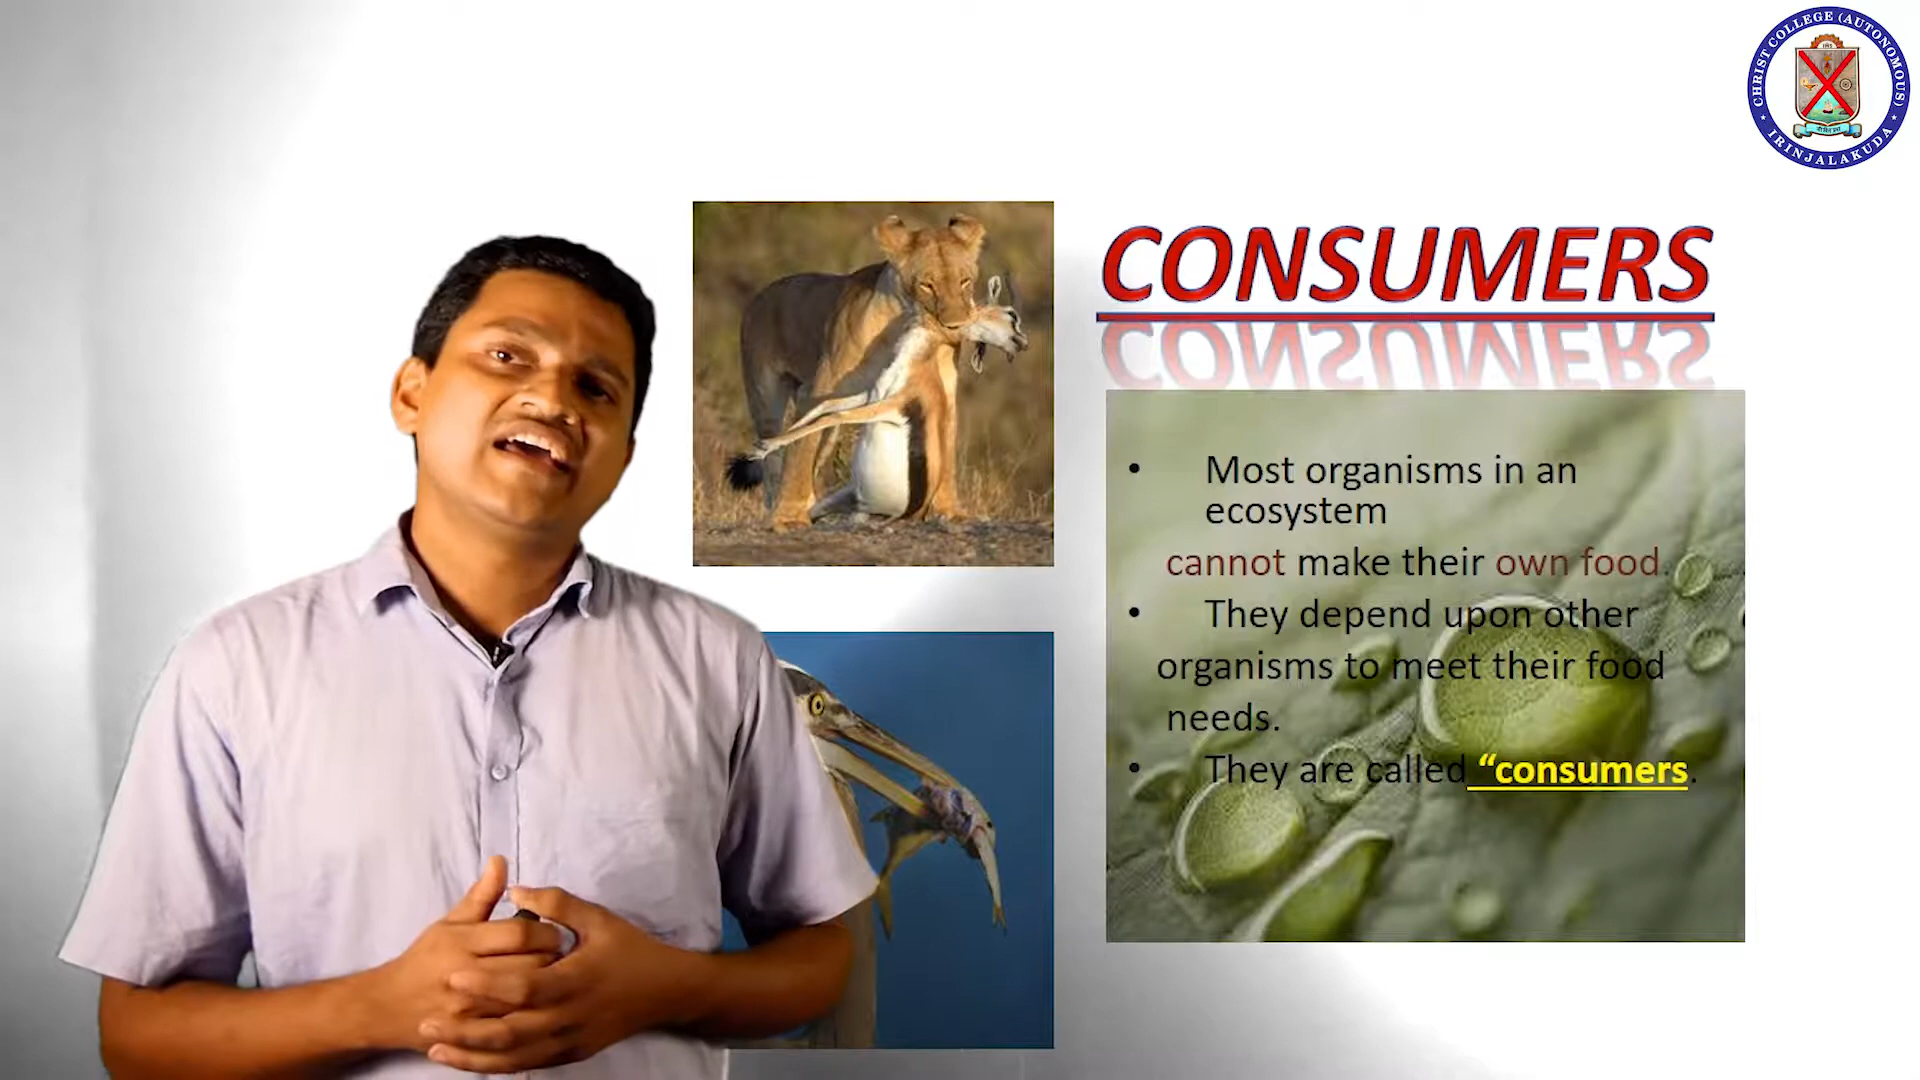 CHRIST COLLEGE (AUTONOMOUS)
IRINJALAKUDA
CONSUMERS
• Most organisms in an
ecosystem
cannot make their own food.
• They depend upon other
organisms to meet their food
needs.
• They are called “consumers.